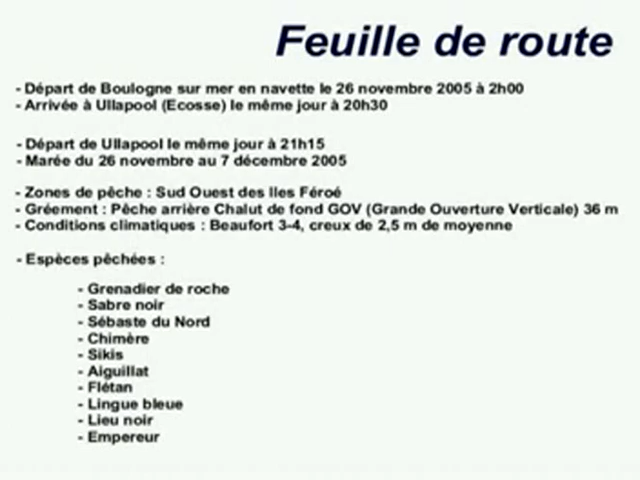 Feuille de route
- Départ de Boulogne sur mer en navette le 26 novembre 2005 à 2h00
- Arrivée à Ullapool (Ecosse) le même jour à 20h30
- Départ de Ullapool le même jour à 21h15
- Marée du 26 novembre au 7 décembre 2005
- Zones de pêche : Sud Ouest des Iles Féroé
- Gréement : Pêche arrière Chalut de fond GOV (Grande Ouverture Verticale) 36 m
- Conditions climatiques : Beaufort 3-4, creux de 2,5 m de moyenne
- Espèces pêchées :
- Grenadier de roche
- Sabre noir
- Sébaste du Nord
- Chimère
- Sikis
- Aiguillat
- Flétan
- Lingue bleue
- Lieu noir
- Empereur